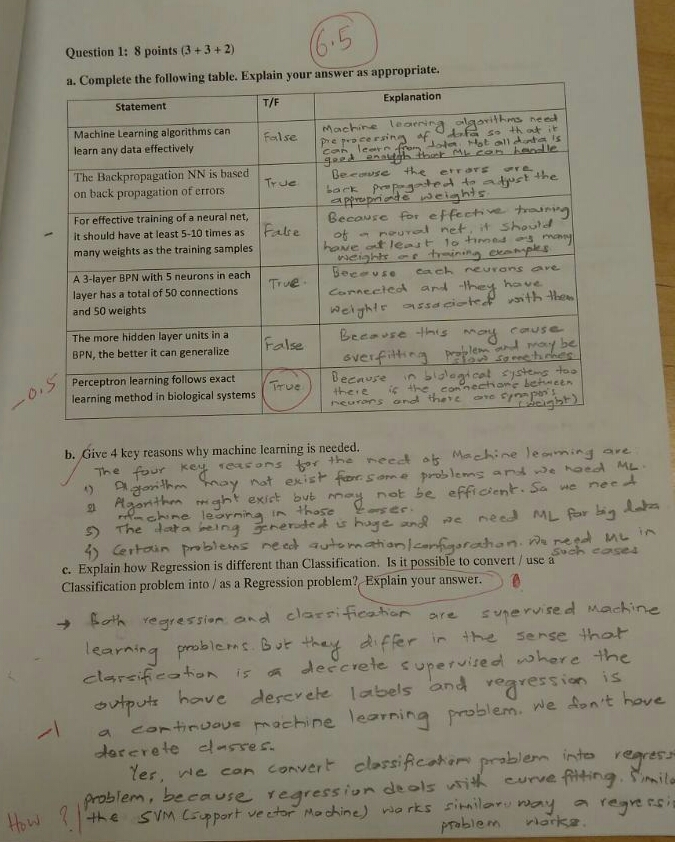 6.5
Question 1: 8 points (3 + 3 + 2)
a. Complete the following table. Explain your answer as appropriate.
Statement T/F Explanation
Machine Learning algorithms can
learn any data effectively
False
Machine learning algorithms need
preprocessing of data so that it
can learn from data. Not all data is
good enough that ML can handle
The Backpropagation NN is based
on back propagation of errors
True
Because the errors are
back propagated to adjust the
appropriate weights
For effective training of a neural net,
it should have at least 5-10 times as
many weights as the training samples
False
Because for effective training
of a neural net, it should
have at least 10 times as many
weights as training examples
A 3-layer BPN with 5 neurons in each
layer has a total of 50 connections
and 50 weights
True.
Because each neurons are
connected and they have
weights associated with them
The more hidden layer units in a
BPN, the better it can generalize
False
Because this may cause
overfitting problem and may be
slow sometimes
-0.5
Perceptron learning follows exact
learning method in biological systems
True
Because in biological systems too
there is the connections between
neurons and there are synapsis
(weight)
b. Give 4 key reasons why machine learning is needed.
The four key reasons for the need of Machine learning are.
1) Algorithm may not exist for some problems and we need ML.
2) Algorithm might exist but may not be efficient. So we need
machine learning in those cases.
3) The data being generated is huge and we need ML for big data
4) Certain problems need automation/configuration. We need ML in
such cases
c. Explain how Regression is different than Classification. Is it possible to convert / use a
Classification problem into / as a Regression problem? Explain your answer.
→ Both regression and classification are supervised Machine
learning problems. But they differ in the sense that
classification is a descrete supervised where the
outputs have descrete labels and regression is
a continuous machine learning problem. We don't have
-1
descrete classes.
Yes, we can convert classification problem into regress
problem, because regression deals with curve fitting. Simila
How ? the SVM (support vector Machine) works similar way a regressi
problem works.